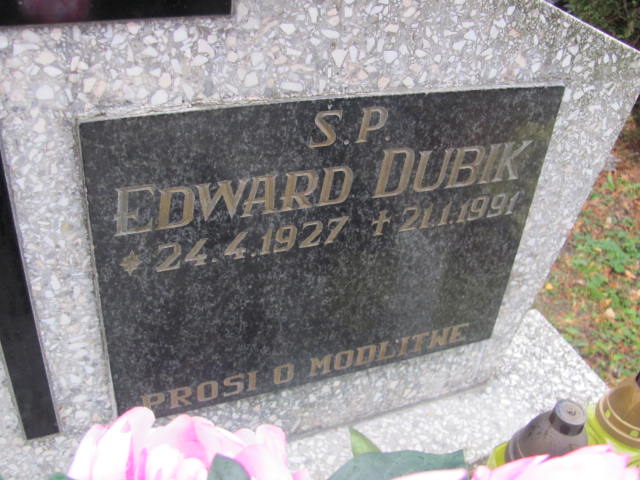 Ś.P
EDWARD DUBIK
* 24.4.1927 † 21.1.1991
PROSI O MODLITWĘ